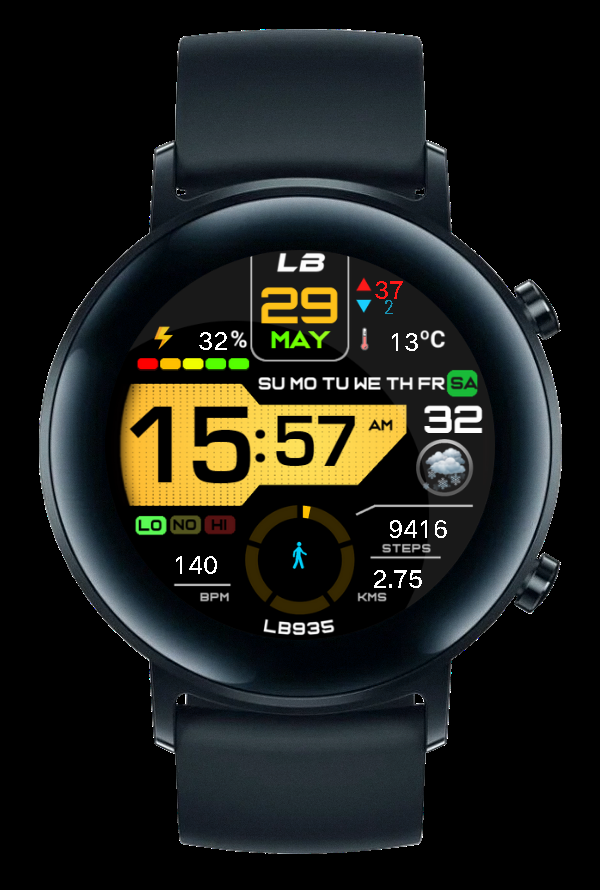 LB
29
MAY
32%
37
2
13°C
SU MO TU WE TH FR SA
15:57 AM
32
LO NO HI
140
BPM
9416
STEPS
2.75
KMS
LB935